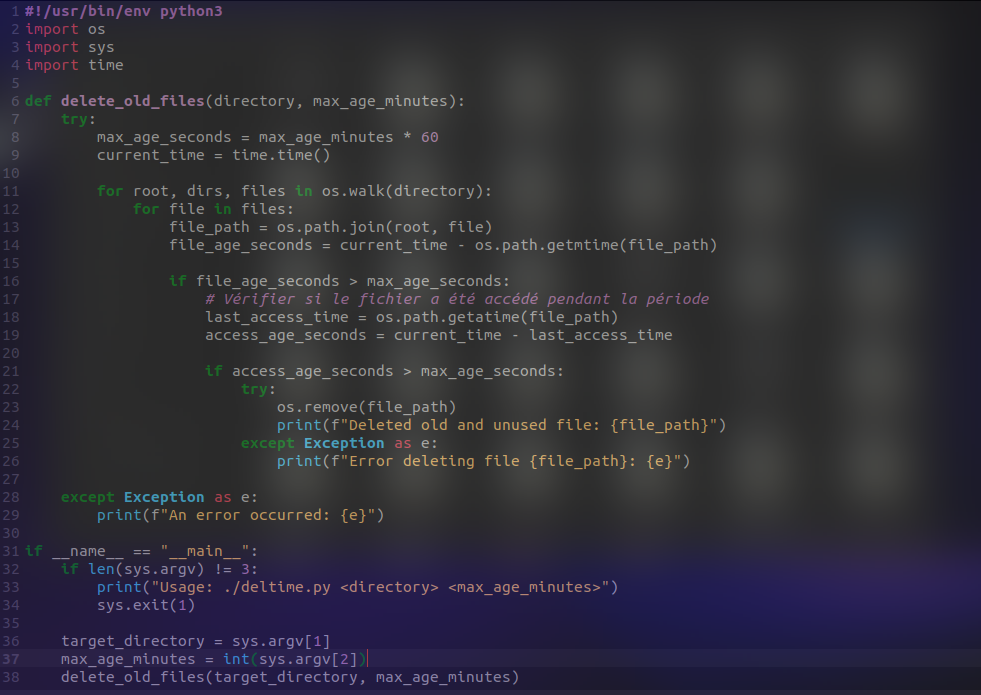 1 #!/usr/bin/env python3
2 import os
3 import sys
4 import time
5
6 def delete_old_files(directory, max_age_minutes):
7     try:
8         max_age_seconds = max_age_minutes * 60
9         current_time = time.time()
10
11         for root, dirs, files in os.walk(directory):
12             for file in files:
13                 file_path = os.path.join(root, file)
14                 file_age_seconds = current_time - os.path.getmtime(file_path)
15
16                 if file_age_seconds > max_age_seconds:
17                     # Vérifier si le fichier a été accédé pendant la période
18                     last_access_time = os.path.getatime(file_path)
19                     access_age_seconds = current_time - last_access_time
20
21                     if access_age_seconds > max_age_seconds:
22                         try:
23                             os.remove(file_path)
24                             print(f"Deleted old and unused file: {file_path}")
25                         except Exception as e:
26                             print(f"Error deleting file {file_path}: {e}")
27
28     except Exception as e:
29         print(f"An error occurred: {e}")
30
31 if __name__ == "__main__":
32     if len(sys.argv) != 3:
33         print("Usage: ./deltime.py <directory> <max_age_minutes>")
34         sys.exit(1)
35
36     target_directory = sys.argv[1]
37     max_age_minutes = int(sys.argv[2])
38     delete_old_files(target_directory, max_age_minutes)